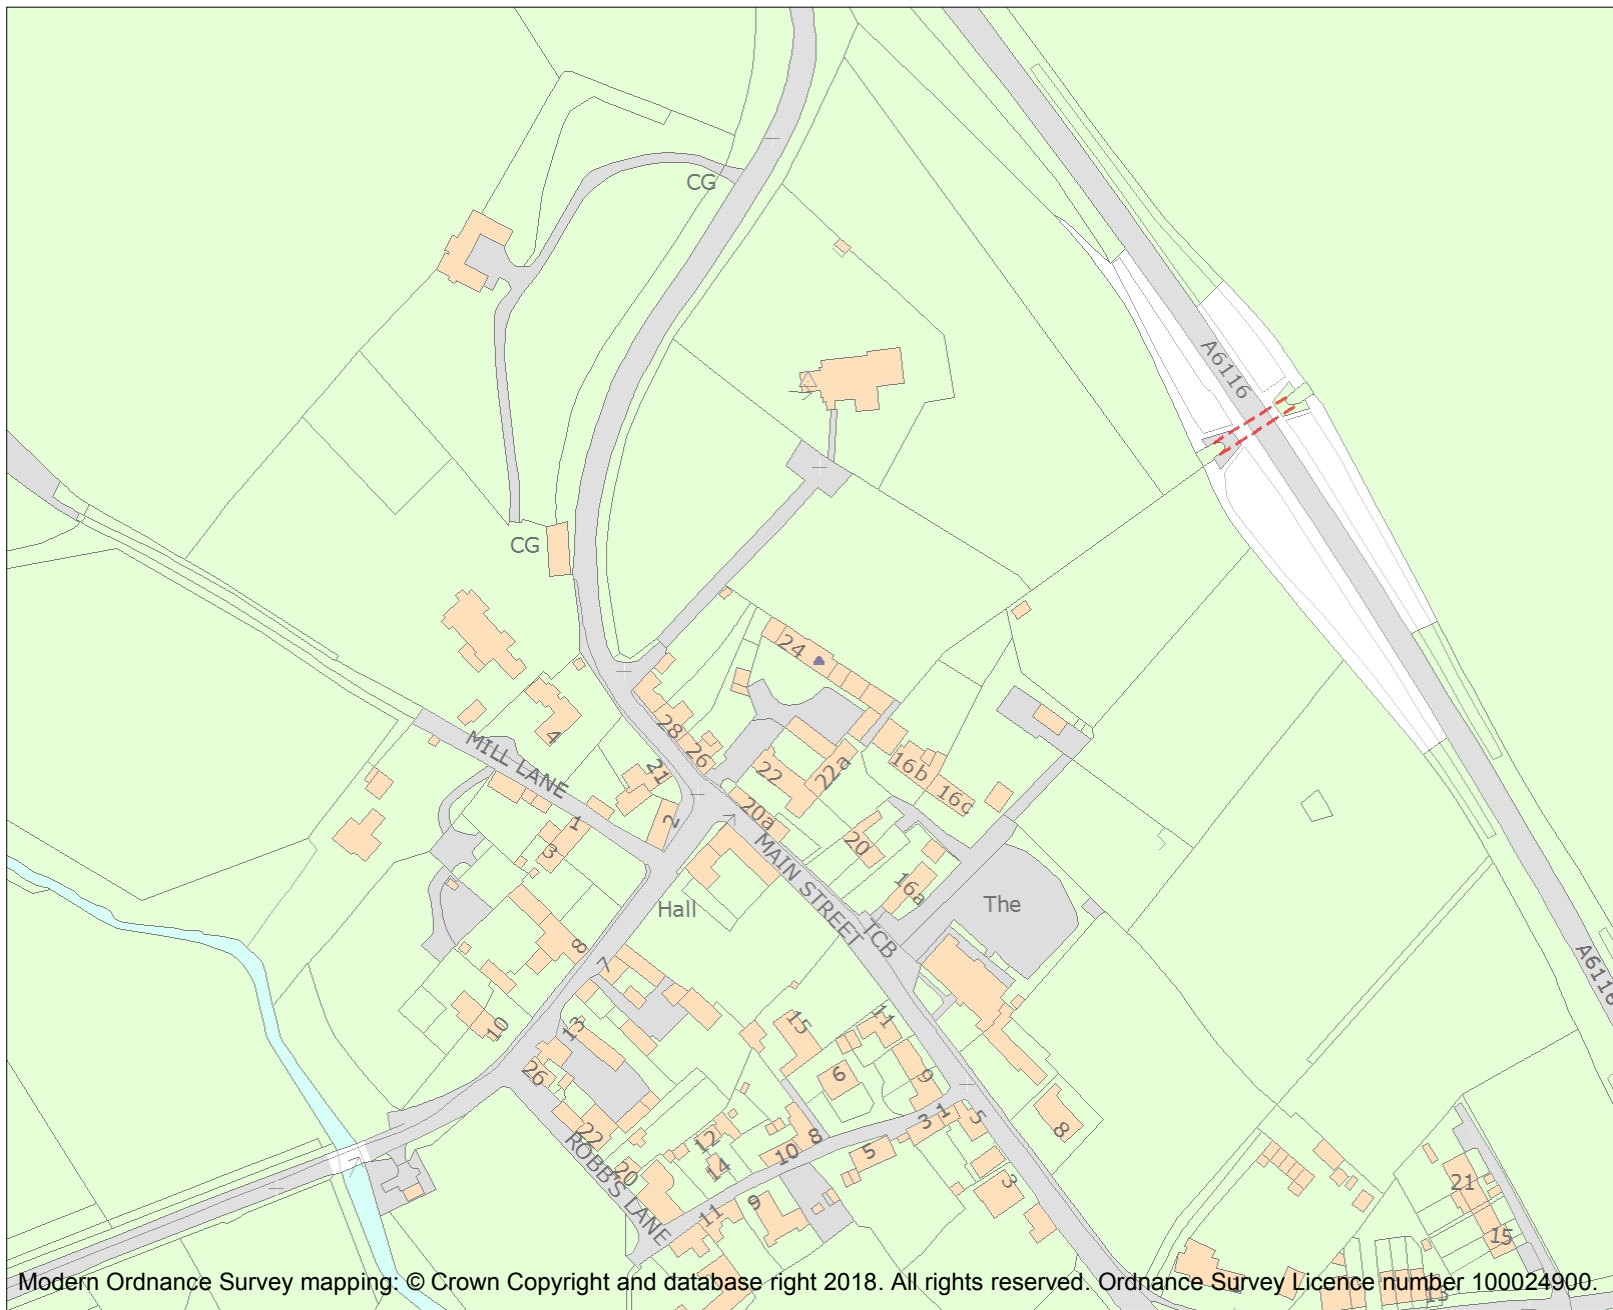 CG
A6116
CG
24
28
26
4
MILL LANE
21
22
22a
16b
16c
20a
2
1
3
20
MAIN STREET
16a
The
Hall
TCB
8
7
A6116
10
13
15
11
26
6
9
22
12
8
3
1
5
8
ROBB'S LANE
20
14
10
5
3
11
9
21
15
13
Modern Ordnance Survey mapping: © Crown Copyright and database right 2018. All rights reserved. Ordnance Survey Licence number 100024900.